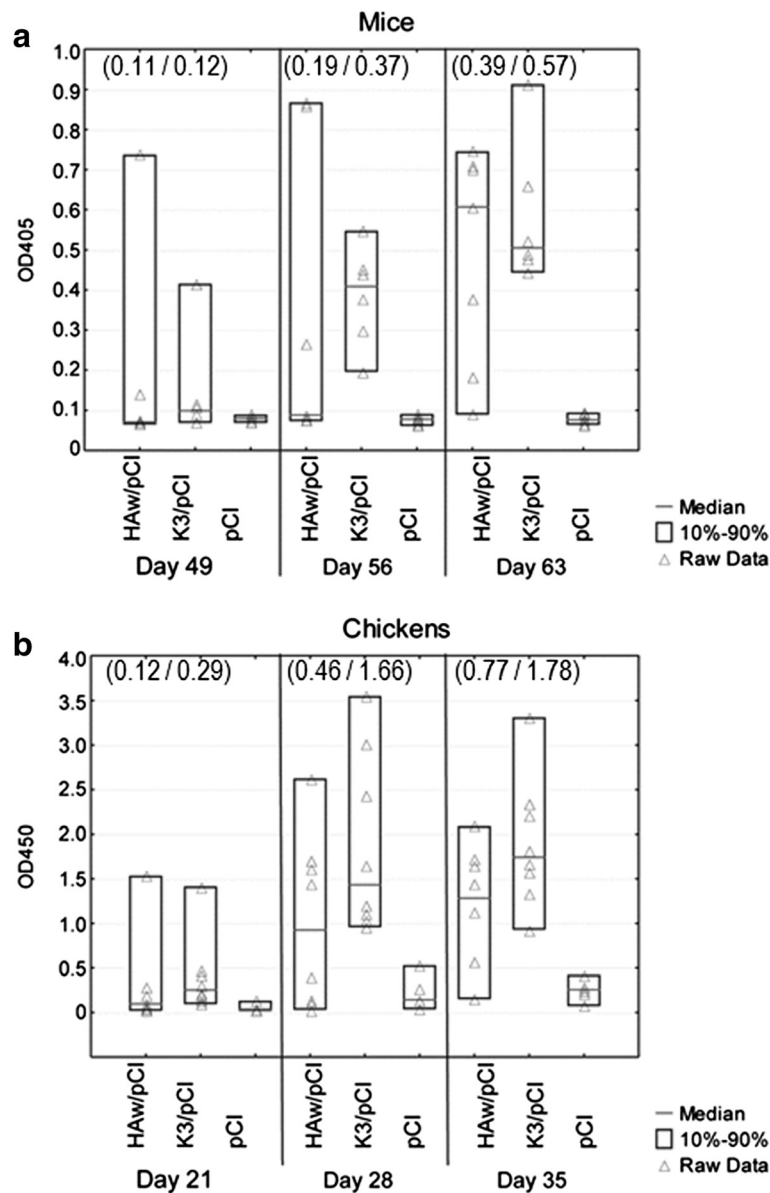 a
Mice
(0.11 / 0.12) (0.19 / 0.37) (0.39 / 0.57)
1.0
0.9
0.8
0.7
0.6
0.5
0.4
0.3
0.2
0.1
0
OD405
HAw/pCI K3/pCI pCI HAw/pCI K3/pCI pCI HAw/pCI K3/pCI pCI
Day 49 Day 56 Day 63
Median
10%-90%
Raw Data
b
Chickens
(0.12 / 0.29) (0.46 / 1.66) (0.77 / 1.78)
4.0
3.5
3.0
2.5
2.0
1.5
1.0
0.5
0
OD450
HAw/pCI K3/pCI pCI HAw/pCI K3/pCI pCI HAw/pCI K3/pCI pCI
Day 21 Day 28 Day 35
Median
10%-90%
Raw Data